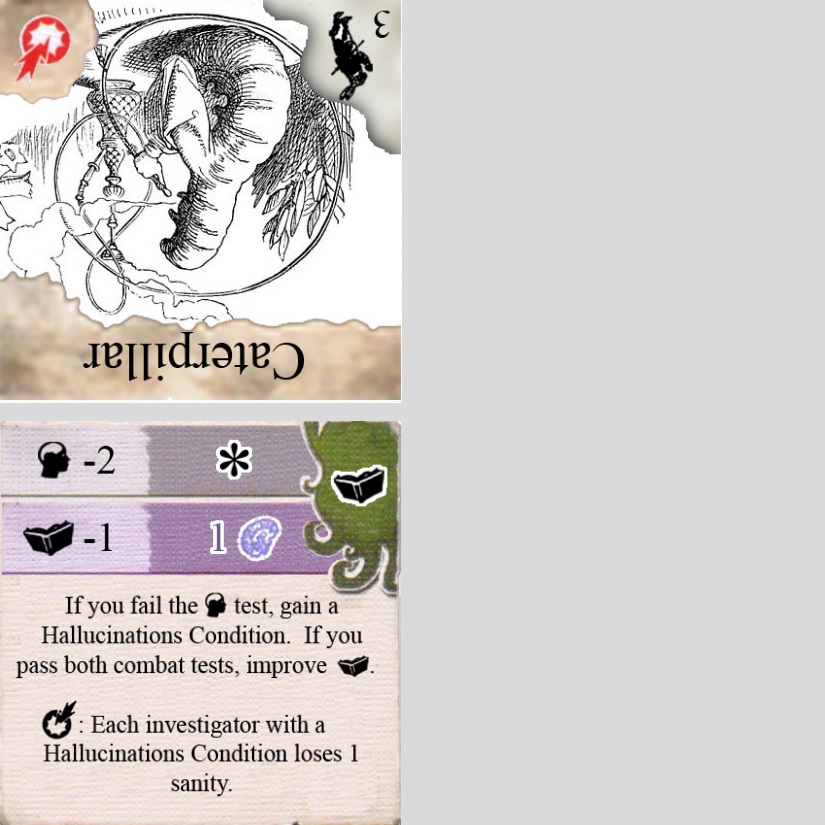 3
Caterpillar
-2 *
-1 1
If you fail the test, gain a
Hallucinations Condition. If you
pass both combat tests, improve .
: Each investigator with a
Hallucinations Condition loses 1
sanity.